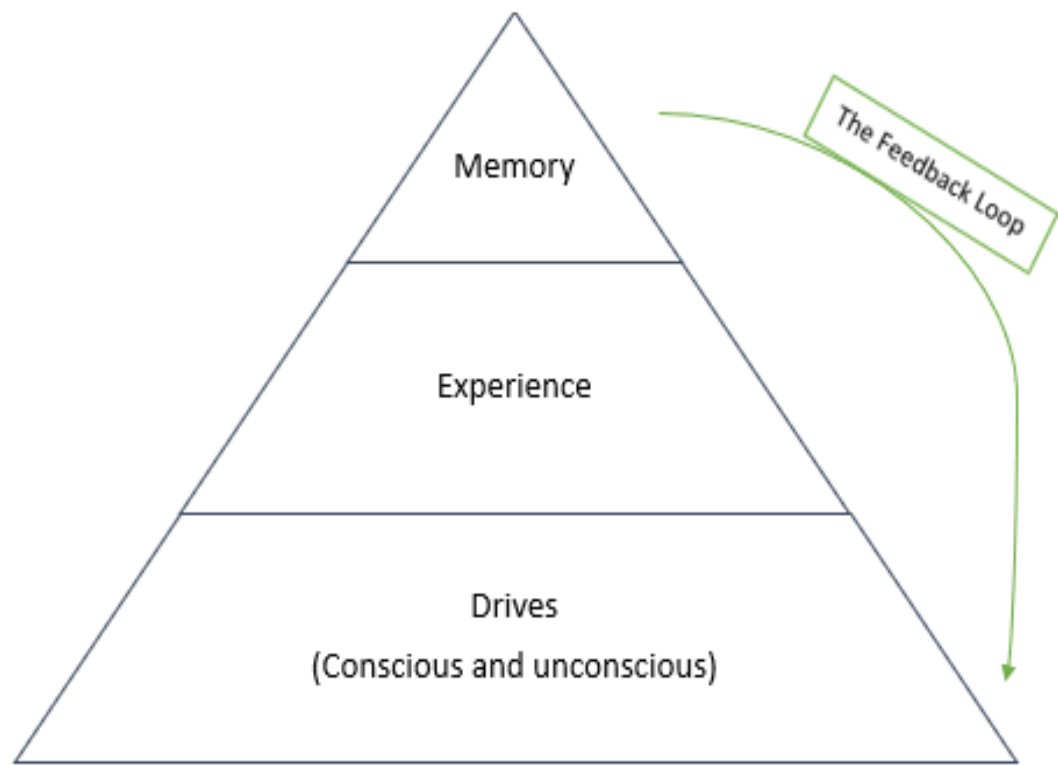 Memory
The Feedback Loop
Experience
Drives
(Conscious and unconscious)